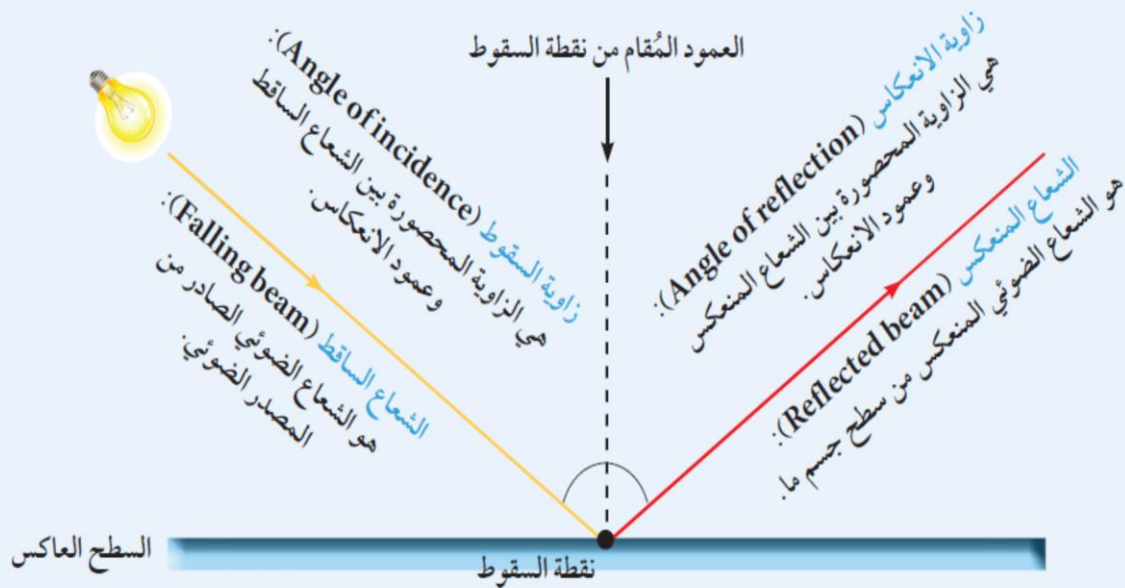 العمود المُقام من نقطة السقوط
زاوية الانعكاس (Angle of reflection):
هي الزاوية المحصورة بين الشعاع المنعكس
وعمود الانعكاس.
الشعاع المنعكس (Reflected beam):
هو الشعاع الضوئي المنعكس من سطح جسم ما.
زاوية السقوط (Angle of incidence):
هي الزاوية المحصورة بين الشعاع الساقط
وعمود الانعكاس.
الشعاع الساقط (Falling beam):
هو الشعاع الضوئي الصادر من
المصدر الضوئي.
السطح العاكس
نقطة السقوط